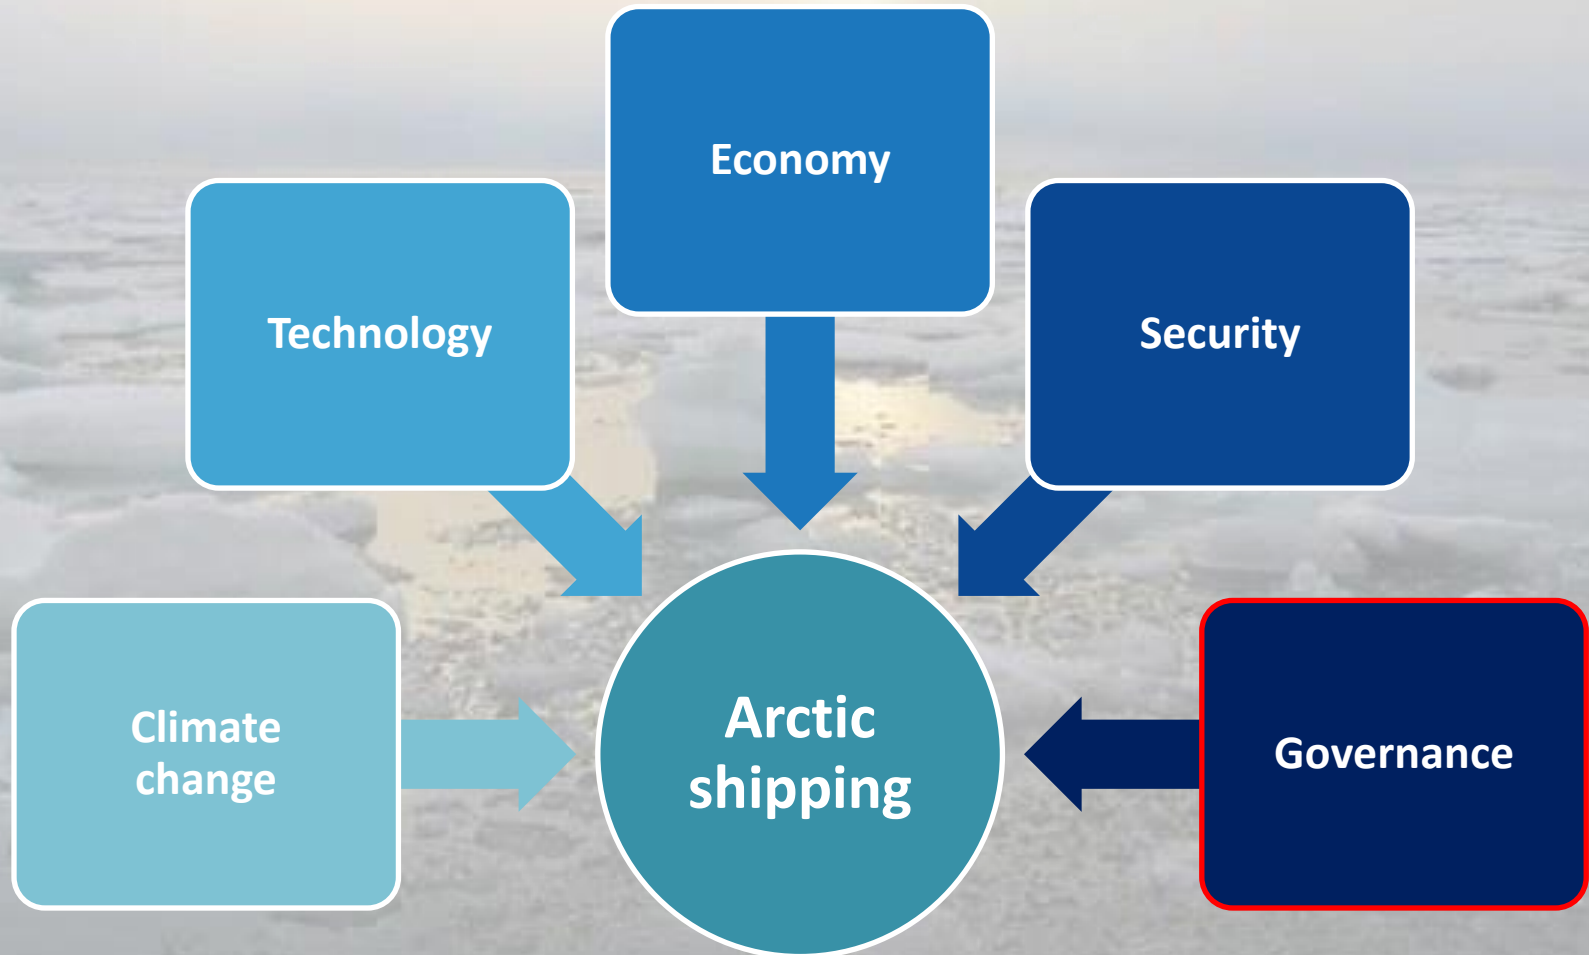 Economy
Technology
Security
Climate
change
Arctic
shipping
Governance